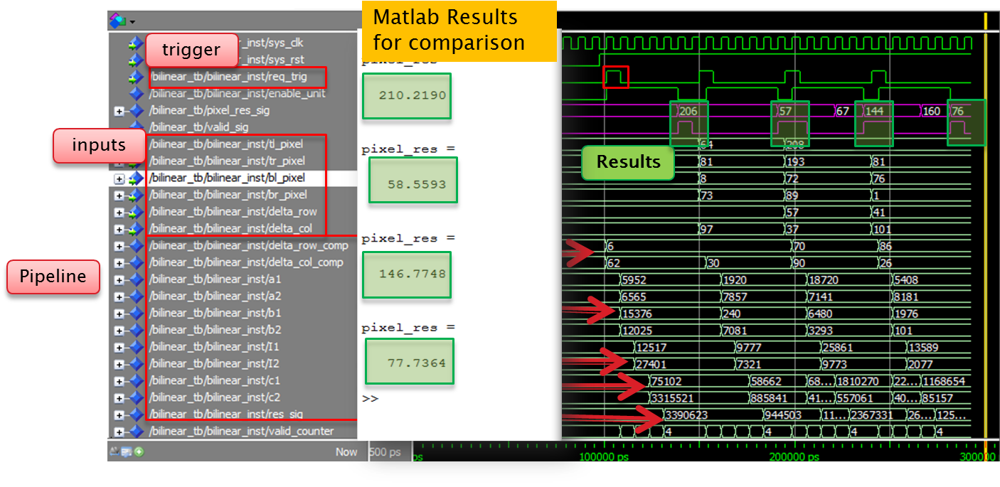 Matlab Results
for comparison
trigger
r_inst/sys_clk
r_inst/sys_rst
/bilinear_tb/bilinear_inst/req_trig
/bilinear_tb/bilinear_inst/enable_unit
/bilinear_tb/pixel_res_sig
/bilinear_tb/valid_sig
inputs
/bilinear_tb/bilinear_inst/tl_pixel
/bilinear_tb/bilinear_inst/tr_pixel
/bilinear_tb/bilinear_inst/bl_pixel
/bilinear_tb/bilinear_inst/br_pixel
/bilinear_tb/bilinear_inst/delta_row
/bilinear_tb/bilinear_inst/delta_col
Pipeline
/bilinear_tb/bilinear_inst/delta_row_comp
/bilinear_tb/bilinear_inst/delta_col_comp
/bilinear_tb/bilinear_inst/a1
/bilinear_tb/bilinear_inst/a2
/bilinear_tb/bilinear_inst/b1
/bilinear_tb/bilinear_inst/b2
/bilinear_tb/bilinear_inst/I1
/bilinear_tb/bilinear_inst/I2
/bilinear_tb/bilinear_inst/c1
/bilinear_tb/bilinear_inst/c2
/bilinear_tb/bilinear_inst/res_sig
/bilinear_tb/bilinear_inst/valid_counter
Now 500 ps
210.2190
pixel_res =
58.5593
pixel_res =
146.7748
pixel_res =
77.7364
>>
206 57 67 144 160 76
Results
64 208
81 193 81
8 72 76
73 89 1
57 41
97 37 101
6 70 86
62 30 90 26
5952 1920 18720 5408
6565 7857 7141 8181
15376 240 6480 1976
12025 7081 3293 101
12517 9777 25861 13589
27401 7321 9773 2077
75102 58662 68... 1810270 22... 1168654
3315521 885841 41... 557061 40... 85157
3390623 944503 11... 2367331 26... 125...
4 4 4 4
ps 100000 ps 200000 ps 300000